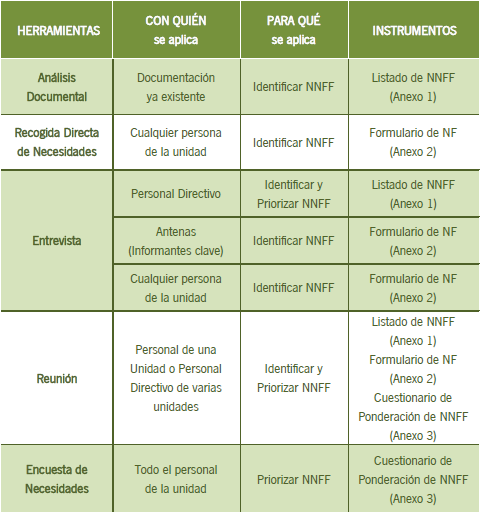 HERRAMIENTAS
CON QUIÉN
se aplica
PARA QUÉ
se aplica
INSTRUMENTOS
Análisis
Documental
Documentación
ya existente
Identificar NNFF
Listado de NNFF
(Anexo 1)
Recogida Directa
de Necesidades
Cualquier persona
de la unidad
Identificar NNFF
Formulario de NF
(Anexo 2)
Entrevista
Personal Directivo
Identificar y
Priorizar NNFF
Listado de NNFF
(Anexo 1)
Antenas
(Informantes clave)
Identificar NNFF
Formulario de NF
(Anexo 2)
Cualquier persona
de la unidad
Identificar NNFF
Formulario de NF
(Anexo 2)
Reunión
Personal de una
Unidad o Personal
Directivo de varias
unidades
Identificar y
Priorizar NNFF
Listado de NNFF
(Anexo 1)
Formulario de NF
(Anexo 2)
Cuestionario de
Ponderación de NNFF
(Anexo 3)
Encuesta de
Necesidades
Todo el personal
de la unidad
Priorizar NNFF
Cuestionario de
Ponderación de NNFF
(Anexo 3)